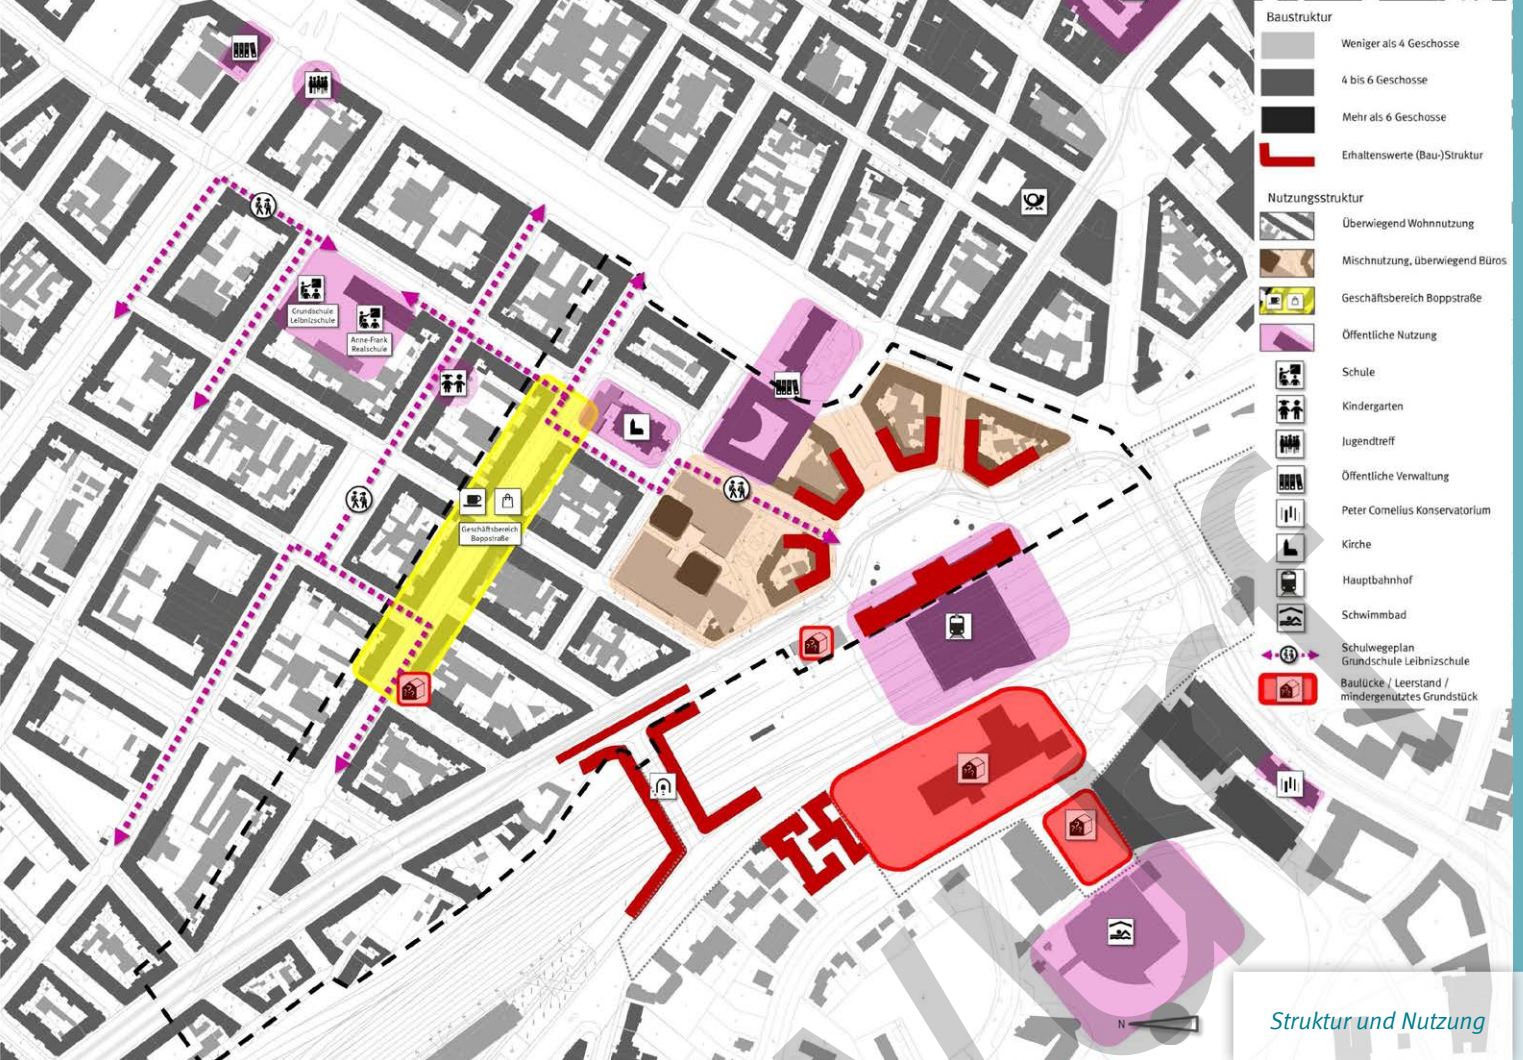 Baustruktur
Weniger als 4 Geschosse
4 bis 6 Geschosse
Mehr als 6 Geschosse
Erhaltenswerte (Bau-)Struktur
Nutzungsstruktur
Überwiegend Wohnnutzung
Mischnutzung, überwiegend Büros
Geschäftsbereich Boppstraße
Öffentliche Nutzung
Schule
Kindergarten
Jugendtreff
Öffentliche Verwaltung
Peter Cornelius Konservatorium
Kirche
Hauptbahnhof
Schwimmbad
Schulwegeplan
Grundschule Leibnizschule
Baulücke / Leerstand /
mindergenutztes Grundstück
Grundschule
Leibnizschule
Anne-Frank
Realschule
Geschäftsbereich
Boppstraße
N
Struktur und Nutzung